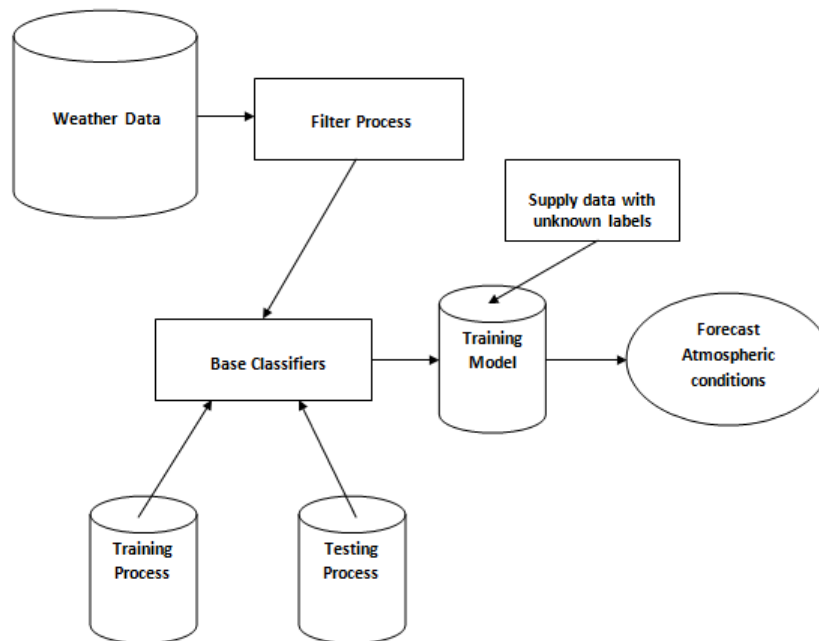 Weather Data
Filter Process
Supply data with
unknown labels
Base Classifiers
Training
Model
Forecast
Atmospheric
conditions
Training
Process
Testing
Process